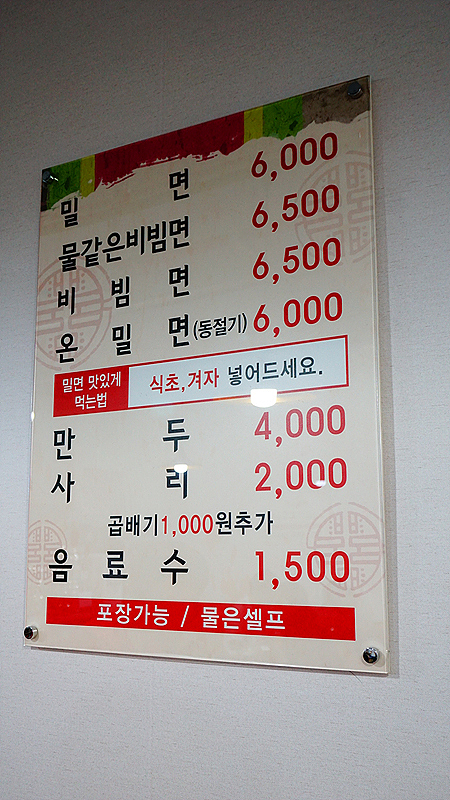 밀 면 6,000
물같은비빔면 6,500
비 빔 면 6,500
온 밀 면(동절기) 6,000
밀면 맛있게 먹는법 식초,겨자 넣어드세요.
만 두 4,000
사 리 2,000
곱배기1,000원추가
음 료 수 1,500
포장가능 / 물은셀프